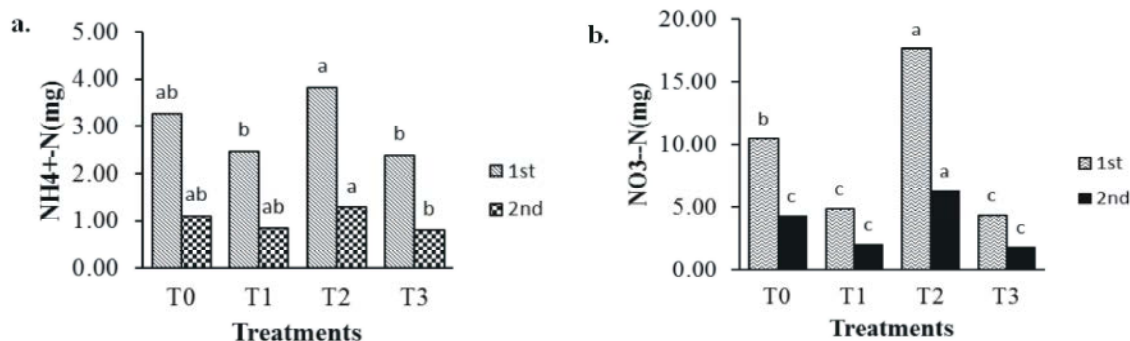 a.
5.00
4.00
3.00
2.00
1.00
0.00
NH4+-N(mg)
ab
ab
b
ab
a
a
b
b
T0 T1 T2 T3
Treatments
1st
2nd
b.
20.00
15.00
10.00
5.00
0.00
NO3--N(mg)
b
c
c
c
a
a
c
c
T0 T1 T2 T3
Treatments
1st
2nd